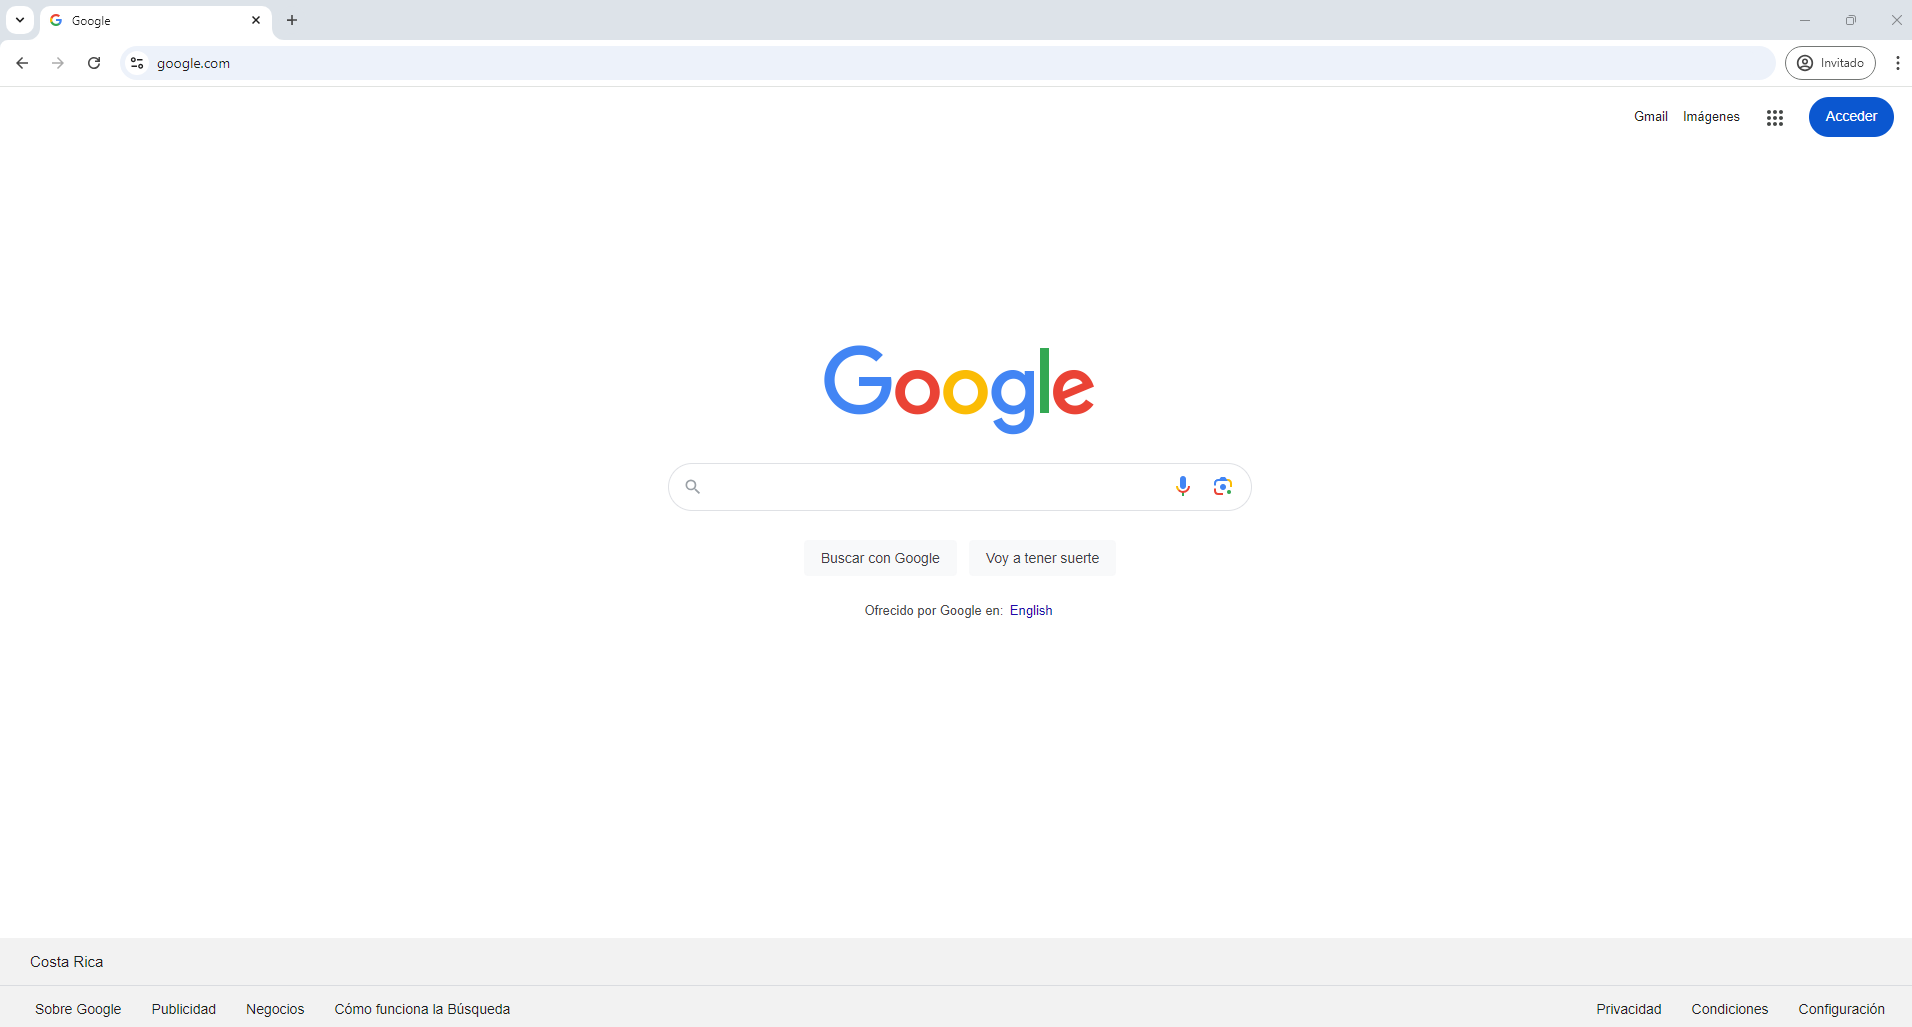 Google
google.com
Invitado
Gmail Imágenes Acceder
Google
Buscar con Google Voy a tener suerte
Ofrecido por Google en: English
Costa Rica
Sobre Google Publicidad Negocios Cómo funciona la Búsqueda Privacidad Condiciones Configuración